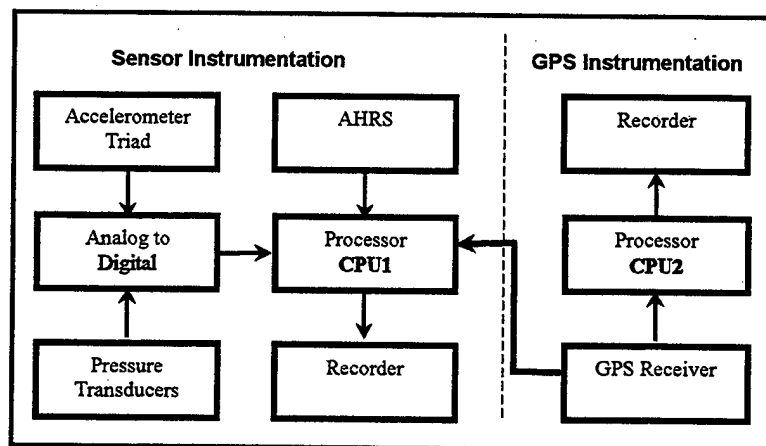 Sensor Instrumentation
GPS Instrumentation
Accelerometer
Triad
AHRS
Recorder
Analog to
Digital
Processor
CPU1
Processor
CPU2
Pressure
Transducers
Recorder
GPS Receiver